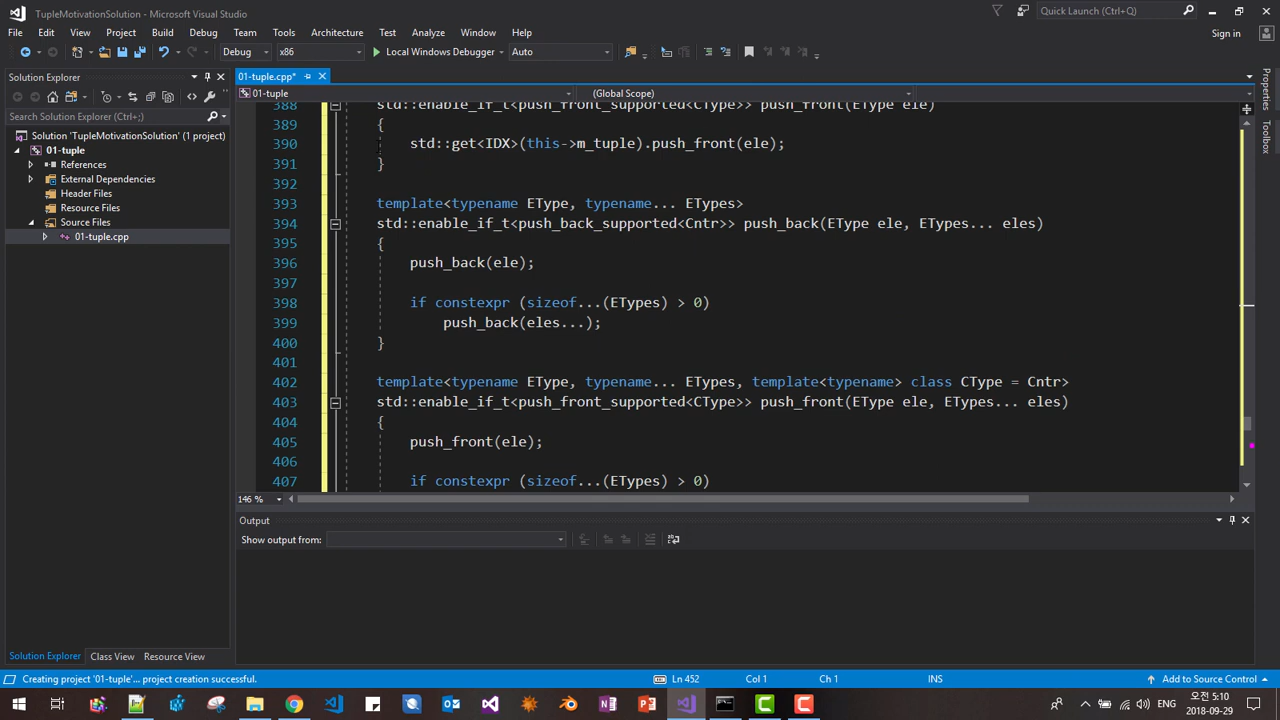 TupleMotivationSolution - Microsoft Visual Studio
Quick Launch (Ctrl+Q)
File Edit View Project Build Debug Team Tools Architecture Test Analyze Window Help
Sign in
Debug x86 Local Windows Debugger Auto
Solution Explorer
Search Solution Explorer (Ctrl+;)
Solution 'TupleMotivationSolution' (1 project)
01-tuple
References
External Dependencies
Header Files
Resource Files
Source Files
01-tuple.cpp
Solution Explorer Class View Resource View
01-tuple.cpp*
01-tuple (Global Scope)
388 std::enable_if_t<push_front_supported<CType>> push_front(EType ele)
389 {
390 std::get<IDX>(this->m_tuple).push_front(ele);
391 }
392
393 template<typename EType, typename... ETypes>
394 std::enable_if_t<push_back_supported<Cntr>> push_back(EType ele, ETypes... eles)
395 {
396 push_back(ele);
397
398 if constexpr (sizeof...(ETypes) > 0)
399 push_back(eles...);
400 }
401
402 template<typename EType, typename... ETypes, template<typename> class CType = Cntr>
403 std::enable_if_t<push_front_supported<CType>> push_front(EType ele, ETypes... eles)
404 {
405 push_front(ele);
406
407 if constexpr (sizeof...(ETypes) > 0)
146 %
Output
Show output from:
Properties
Team Explorer
Creating project '01-tuple'... project creation successful.
Ln 452 Col 1 Ch 1 INS
Add to Source Control
ENG
오전 5:10
2018-09-29